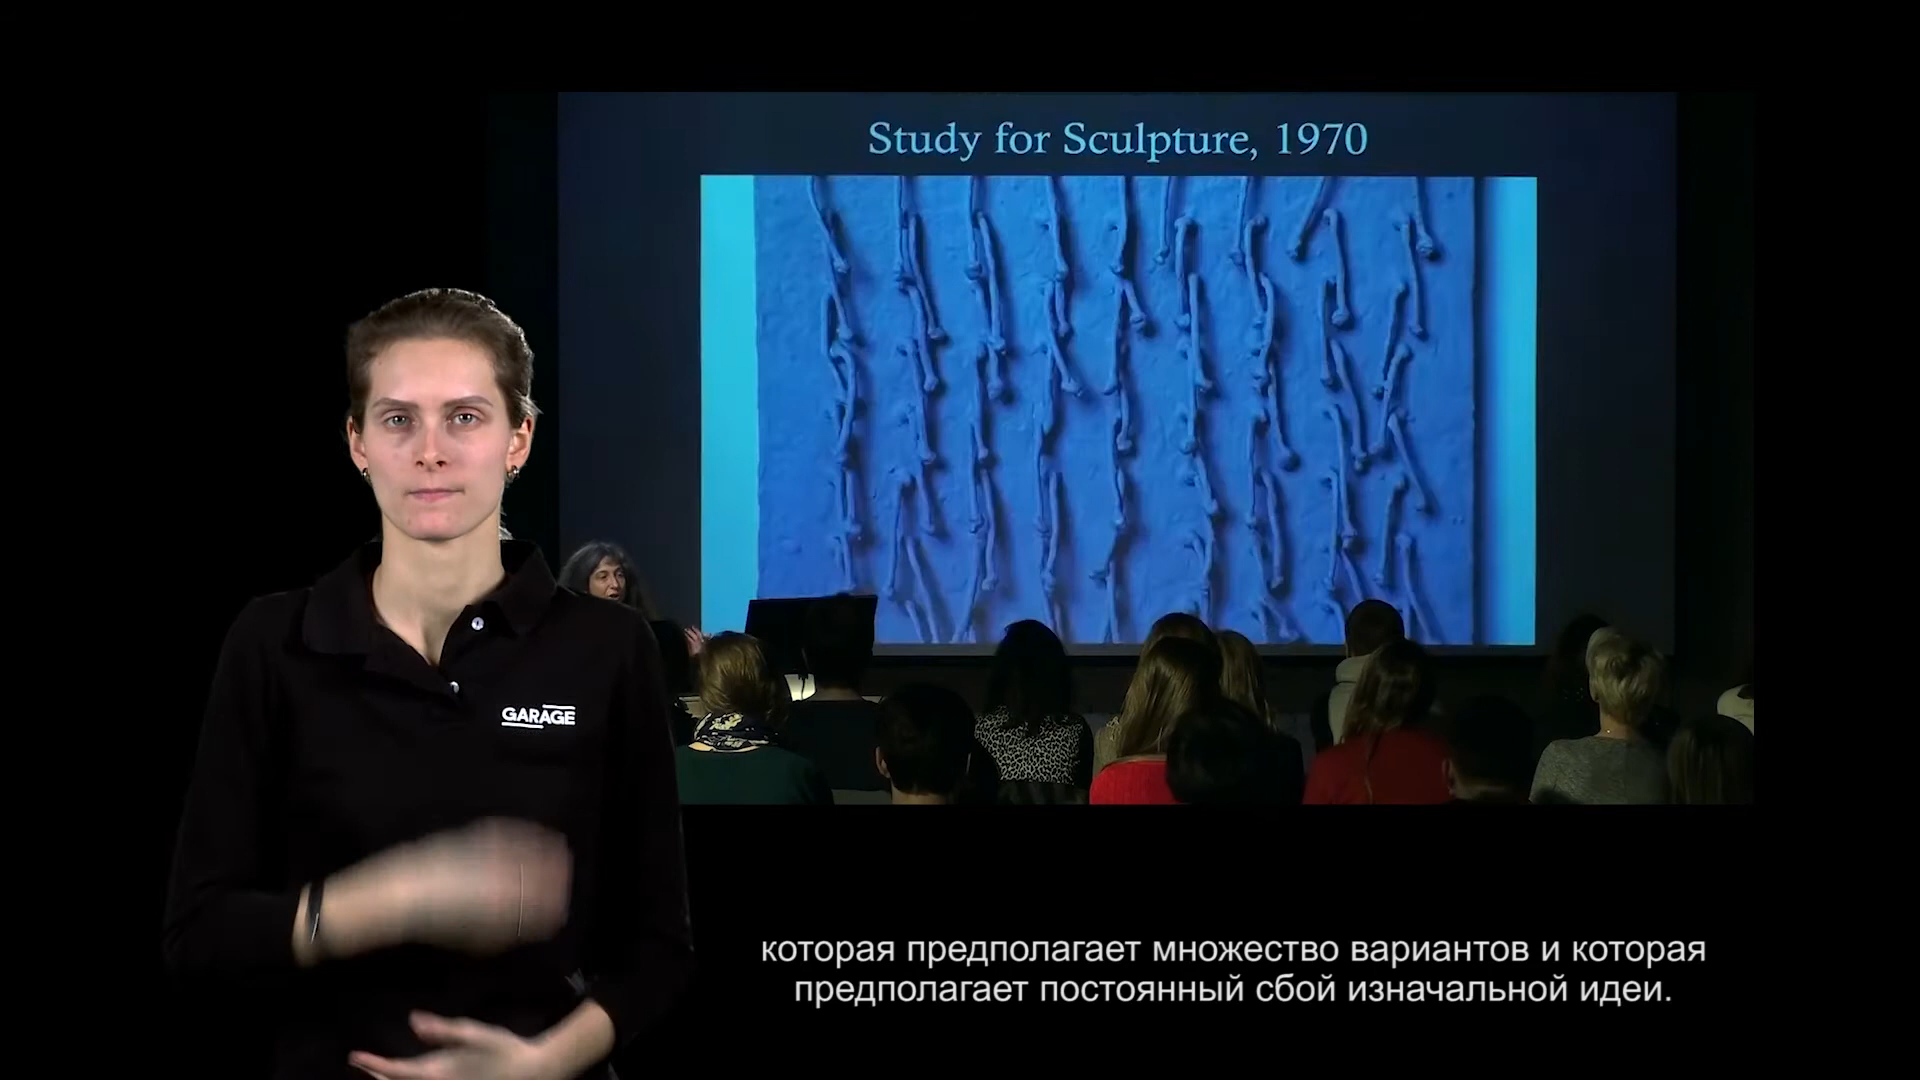 Study for Sculpture, 1970
GARAGE
которая предполагает множество вариантов и которая
предполагает постоянный сбой изначальной идеи.